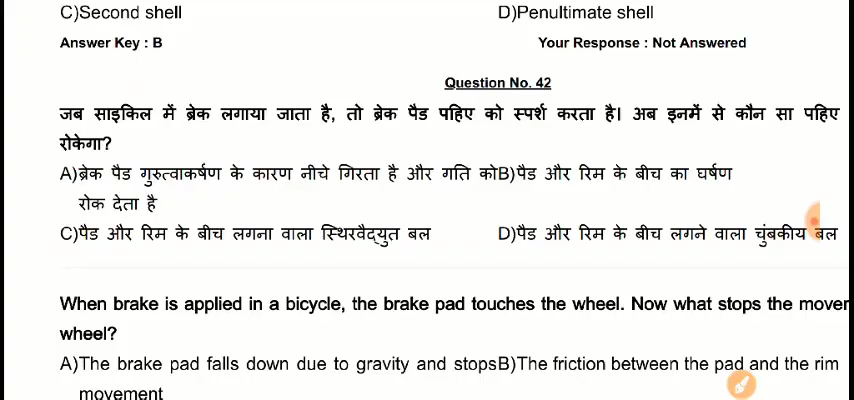 C)Second shell D)Penultimate shell
Answer Key : B Your Response : Not Answered
Question No. 42
जब साइकिल में ब्रेक लगाया जाता है, तो ब्रेक पैड पहिए को स्पर्श करता है। अब इनमें से कौन सा पहिए
रोकेगा?
A)ब्रेक पैड गुरुत्वाकर्षण के कारण नीचे गिरता है और गति को B)पैड और रिम के बीच का घर्षण
रोक देता है
C)पैड और रिम के बीच लगना वाला स्थिरवैद्युत बल D)पैड और रिम के बीच लगने वाला चुंबकीय बल
When brake is applied in a bicycle, the brake pad touches the wheel. Now what stops the mover
wheel?
A)The brake pad falls down due to gravity and stops B)The friction between the pad and the rim
movement